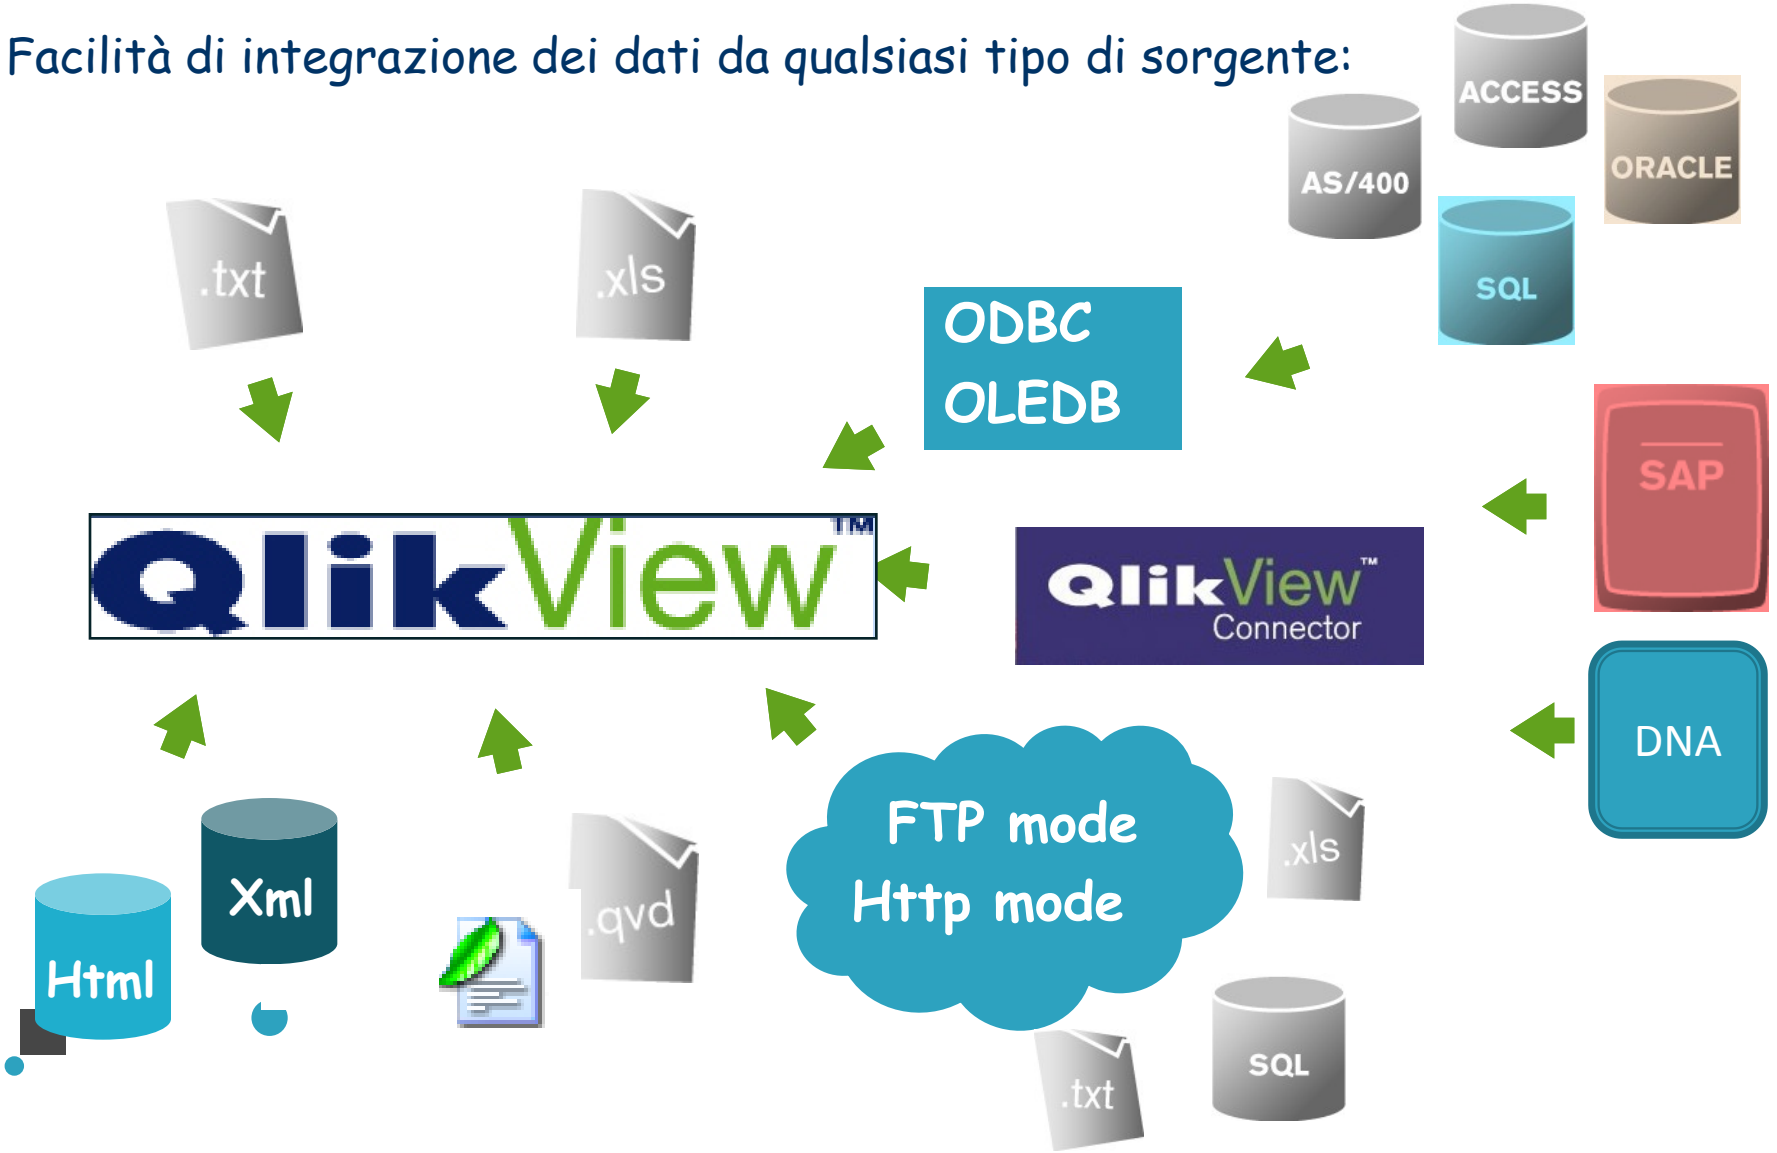 Facilità di integrazione dei dati da qualsiasi tipo di sorgente:
ACCESS
ORACLE
AS/400
SQL
.txt
.xls
ODBC
OLEDB
SAP
QlikView™
QlikView™
Connector
DNA
FTP mode
Http mode
.xls
Xml
.qvd
Html
SQL
.txt